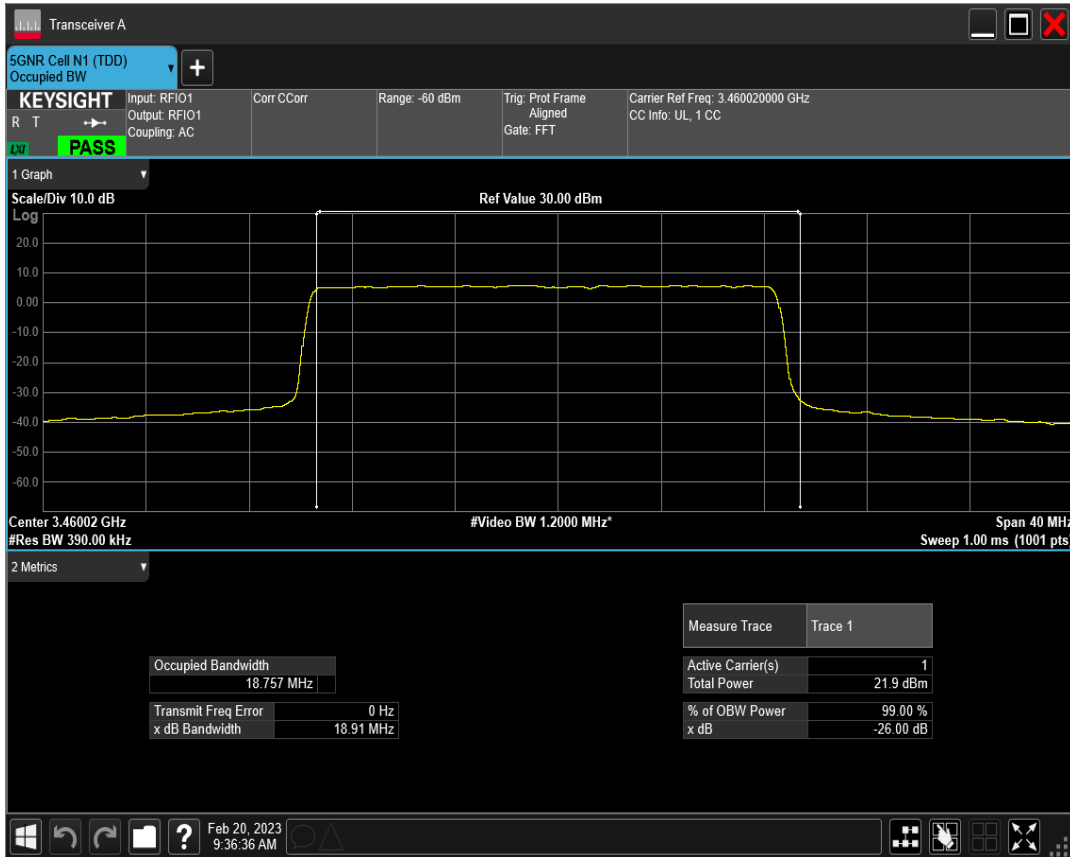 Transceiver A
5GNR Cell N1 (TDD)
Occupied BW
+
KEYSIGHT
R T
LXI
PASS
Input: RFIO1
Output: RFIO1
Coupling: AC
Corr CCorr
Range: -60 dBm
Trig: Prot Frame
Aligned
Gate: FFT
Carrier Ref Freq: 3.460020000 GHz
CC Info: UL, 1 CC
1 Graph
Scale/Div 10.0 dB
Ref Value 30.00 dBm
Log
20.0
10.0
0.00
-10.0
-20.0
-30.0
-40.0
-50.0
-60.0
Center 3.46002 GHz
#Video BW 1.2000 MHz*
Span 40 MHz
#Res BW 390.00 kHz
Sweep 1.00 ms (1001 pts)
2 Metrics
Measure Trace Trace 1
Occupied Bandwidth
18.757 MHz
Active Carrier(s) 1
Total Power 21.9 dBm
Transmit Freq Error 0 Hz
x dB Bandwidth 18.91 MHz
% of OBW Power 99.00 %
x dB -26.00 dB
?
Feb 20, 2023
9:36:36 AM